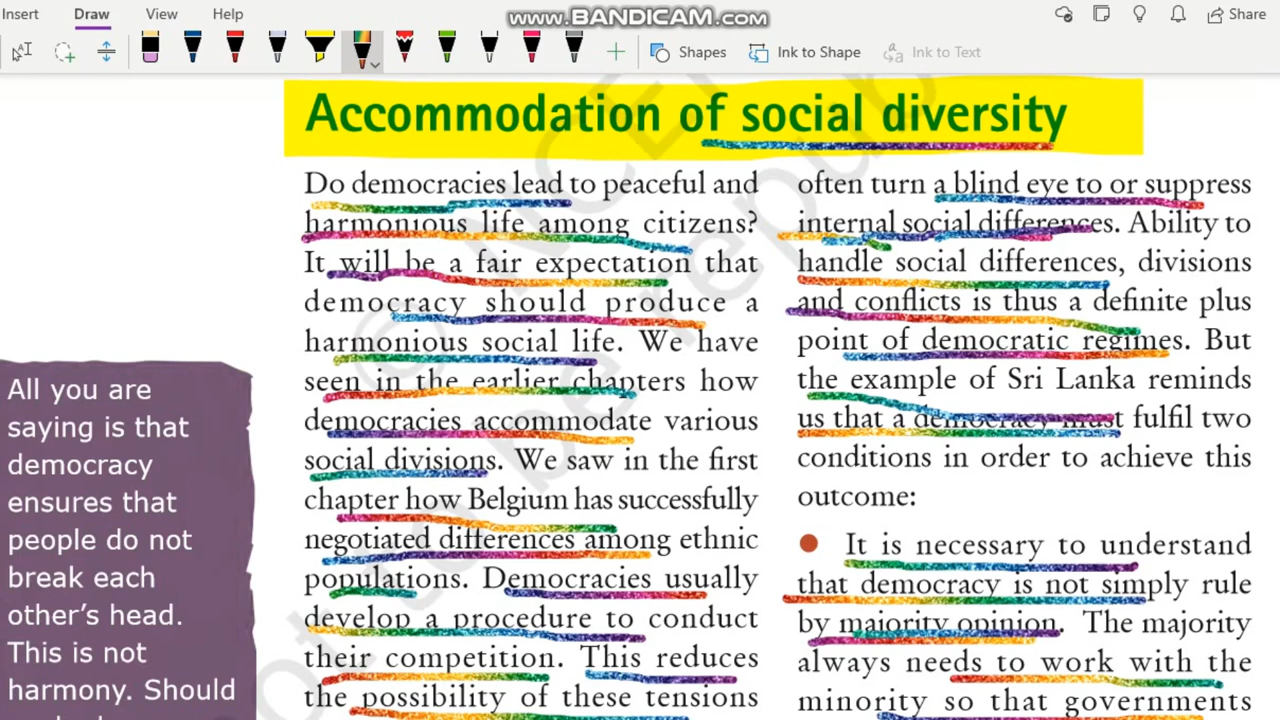 Insert Draw View Help
www.BANDICAM.com
Share
Shapes Ink to Shape Ink to Text
Accommodation of social diversity
Do democracies lead to peaceful and
harmonious life among citizens?
It will be a fair expectation that
democracy should produce a
harmonious social life. We have
seen in the earlier chapters how
democracies accommodate various
social divisions. We saw in the first
chapter how Belgium has successfully
negotiated differences among ethnic
populations. Democracies usually
develop a procedure to conduct
their competition. This reduces
the possibility of these tensions
often turn a blind eye to or suppress
internal social differences. Ability to
handle social differences, divisions
and conflicts is thus a definite plus
point of democratic regimes. But
the example of Sri Lanka reminds
us that a democracy must fulfil two
conditions in order to achieve this
outcome:
● It is necessary to understand
that democracy is not simply rule
by majority opinion. The majority
always needs to work with the
minority so that governments
All you are
saying is that
democracy
ensures that
people do not
break each
other's head.
This is not
harmony. Should